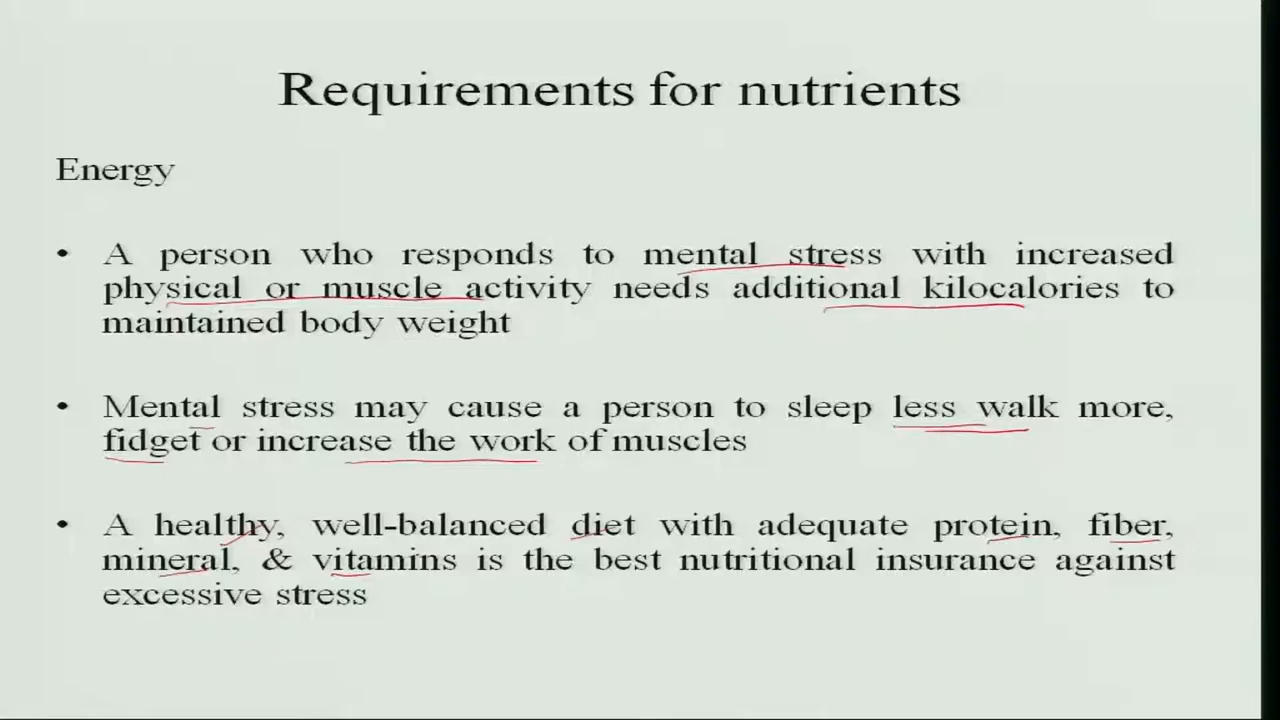 Requirements for nutrients
Energy
• A person who responds to mental stress with increased
physical or muscle activity needs additional kilocalories to
maintained body weight
• Mental stress may cause a person to sleep less walk more,
fidget or increase the work of muscles
• A healthy, well-balanced diet with adequate protein, fiber,
mineral, & vitamins is the best nutritional insurance against
excessive stress